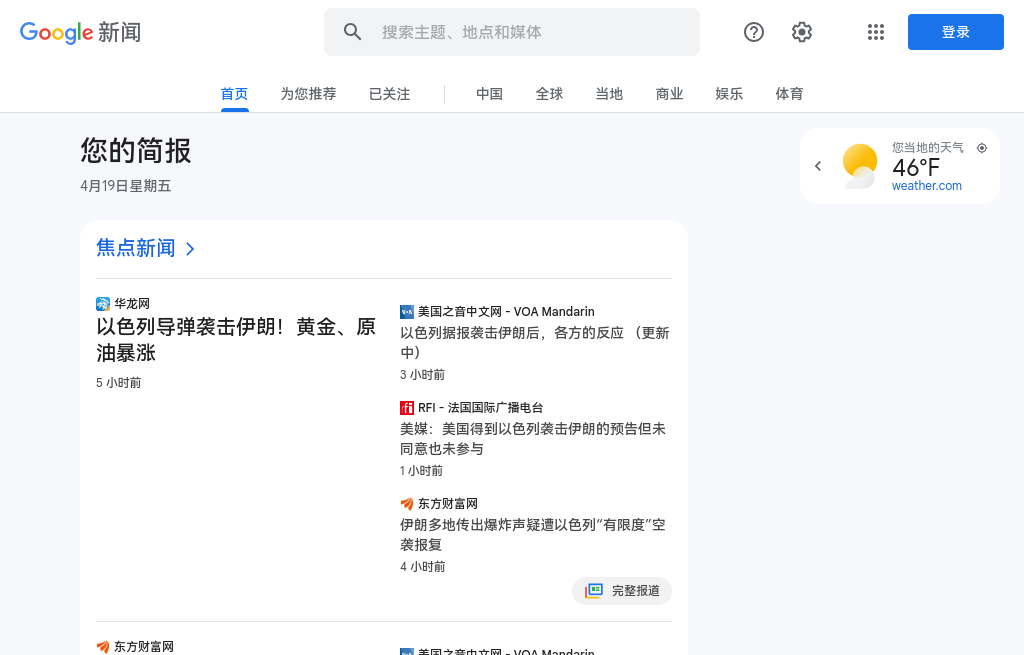 Google 新闻
搜索主题、地点和媒体
登录
首页
为您推荐
已关注
中国
全球
当地
商业
娱乐
体育
您的简报
4月19日星期五
您当地的天气
46°F
weather.com
焦点新闻
华龙网
以色列导弹袭击伊朗！黄金、原
油暴涨
5 小时前
美国之音中文网 - VOA Mandarin
以色列据报袭击伊朗后，各方的反应 （更新
中）
3 小时前
RFI - 法国国际广播电台
美媒：美国得到以色列袭击伊朗的预告但未
同意也未参与
1 小时前
东方财富网
伊朗多地传出爆炸声疑遭以色列“有限度”空
袭报复
4 小时前
完整报道
东方财富网
美国之音中文网 - VOA Mandarin